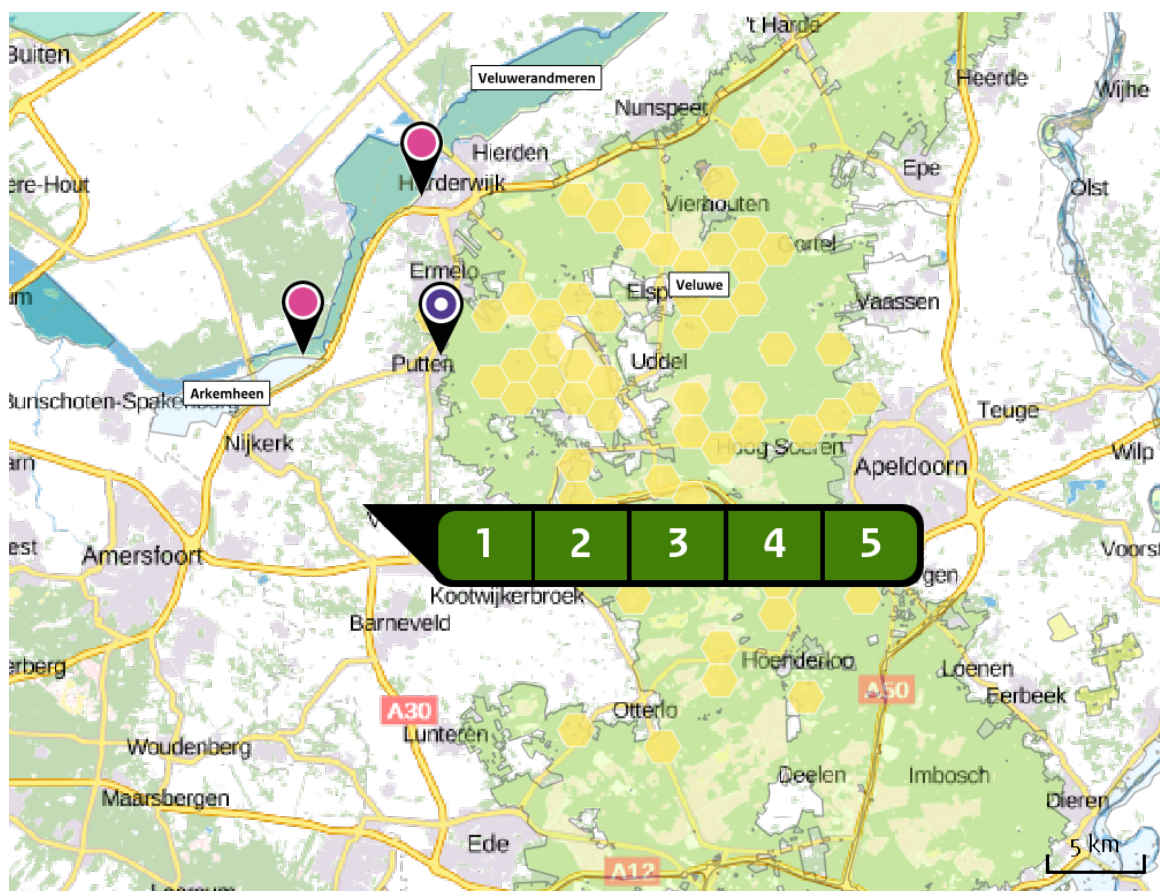 't Harde
Buiten
Veluwerandmeren
Heerde
Wijhe
Nunspeet
Hierden
Epe
ere-Hout
Harderwijk
Olst
Vierhouten
Gortel
Ermelo
Veluwe
Vaassen
Putten
Uddel
Arkemheen
Bunschoten-Spakenburg
Teuge
Nijkerk
Hoog Soeren
Wilp
Apeldoorn
Amersfoort
1 2 3 4 5
Voorst
gen
Kootwijkerbroek
Barneveld
Hoenderloo
erberg
Loenen
Eerbeek
A50
A30
Otterlo
Lunteren
Woudenberg
Deelen
Imbosch
Maarsbergen
Dieren
Ede
5 km
A12